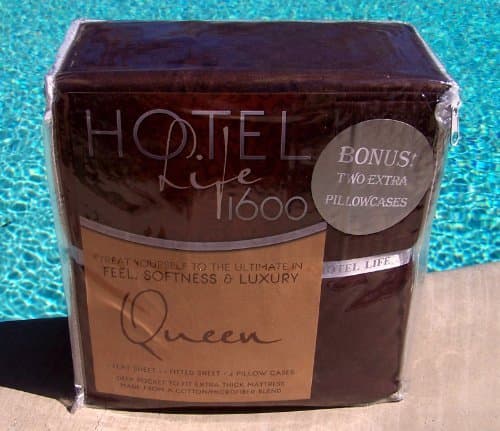 HOTEL
Life
1600
BONUS!
TWO EXTRA
PILLOWCASES
TREAT YOURSELF TO THE ULTIMATE IN
FEEL, SOFTNESS & LUXURY
HOTEL LIFE
Queen
FLAT SHEET FITTED SHEET 4 PILLOW CASES
DEEP POCKET TO FIT EXTRA THICK MATTRESS
MADE FROM A COTTON/MICROFIBER BLEND